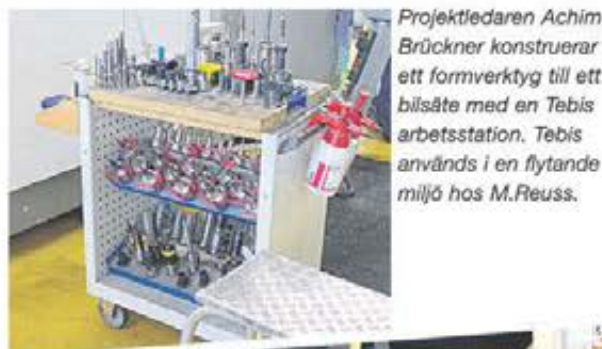 Projektledaren Achim
Brückner konstruerar
ett formverktyg till ett
bilsäte med en Tebis
arbetsstation. Tebis
används i en flytande
miljö hos M.Reuss.